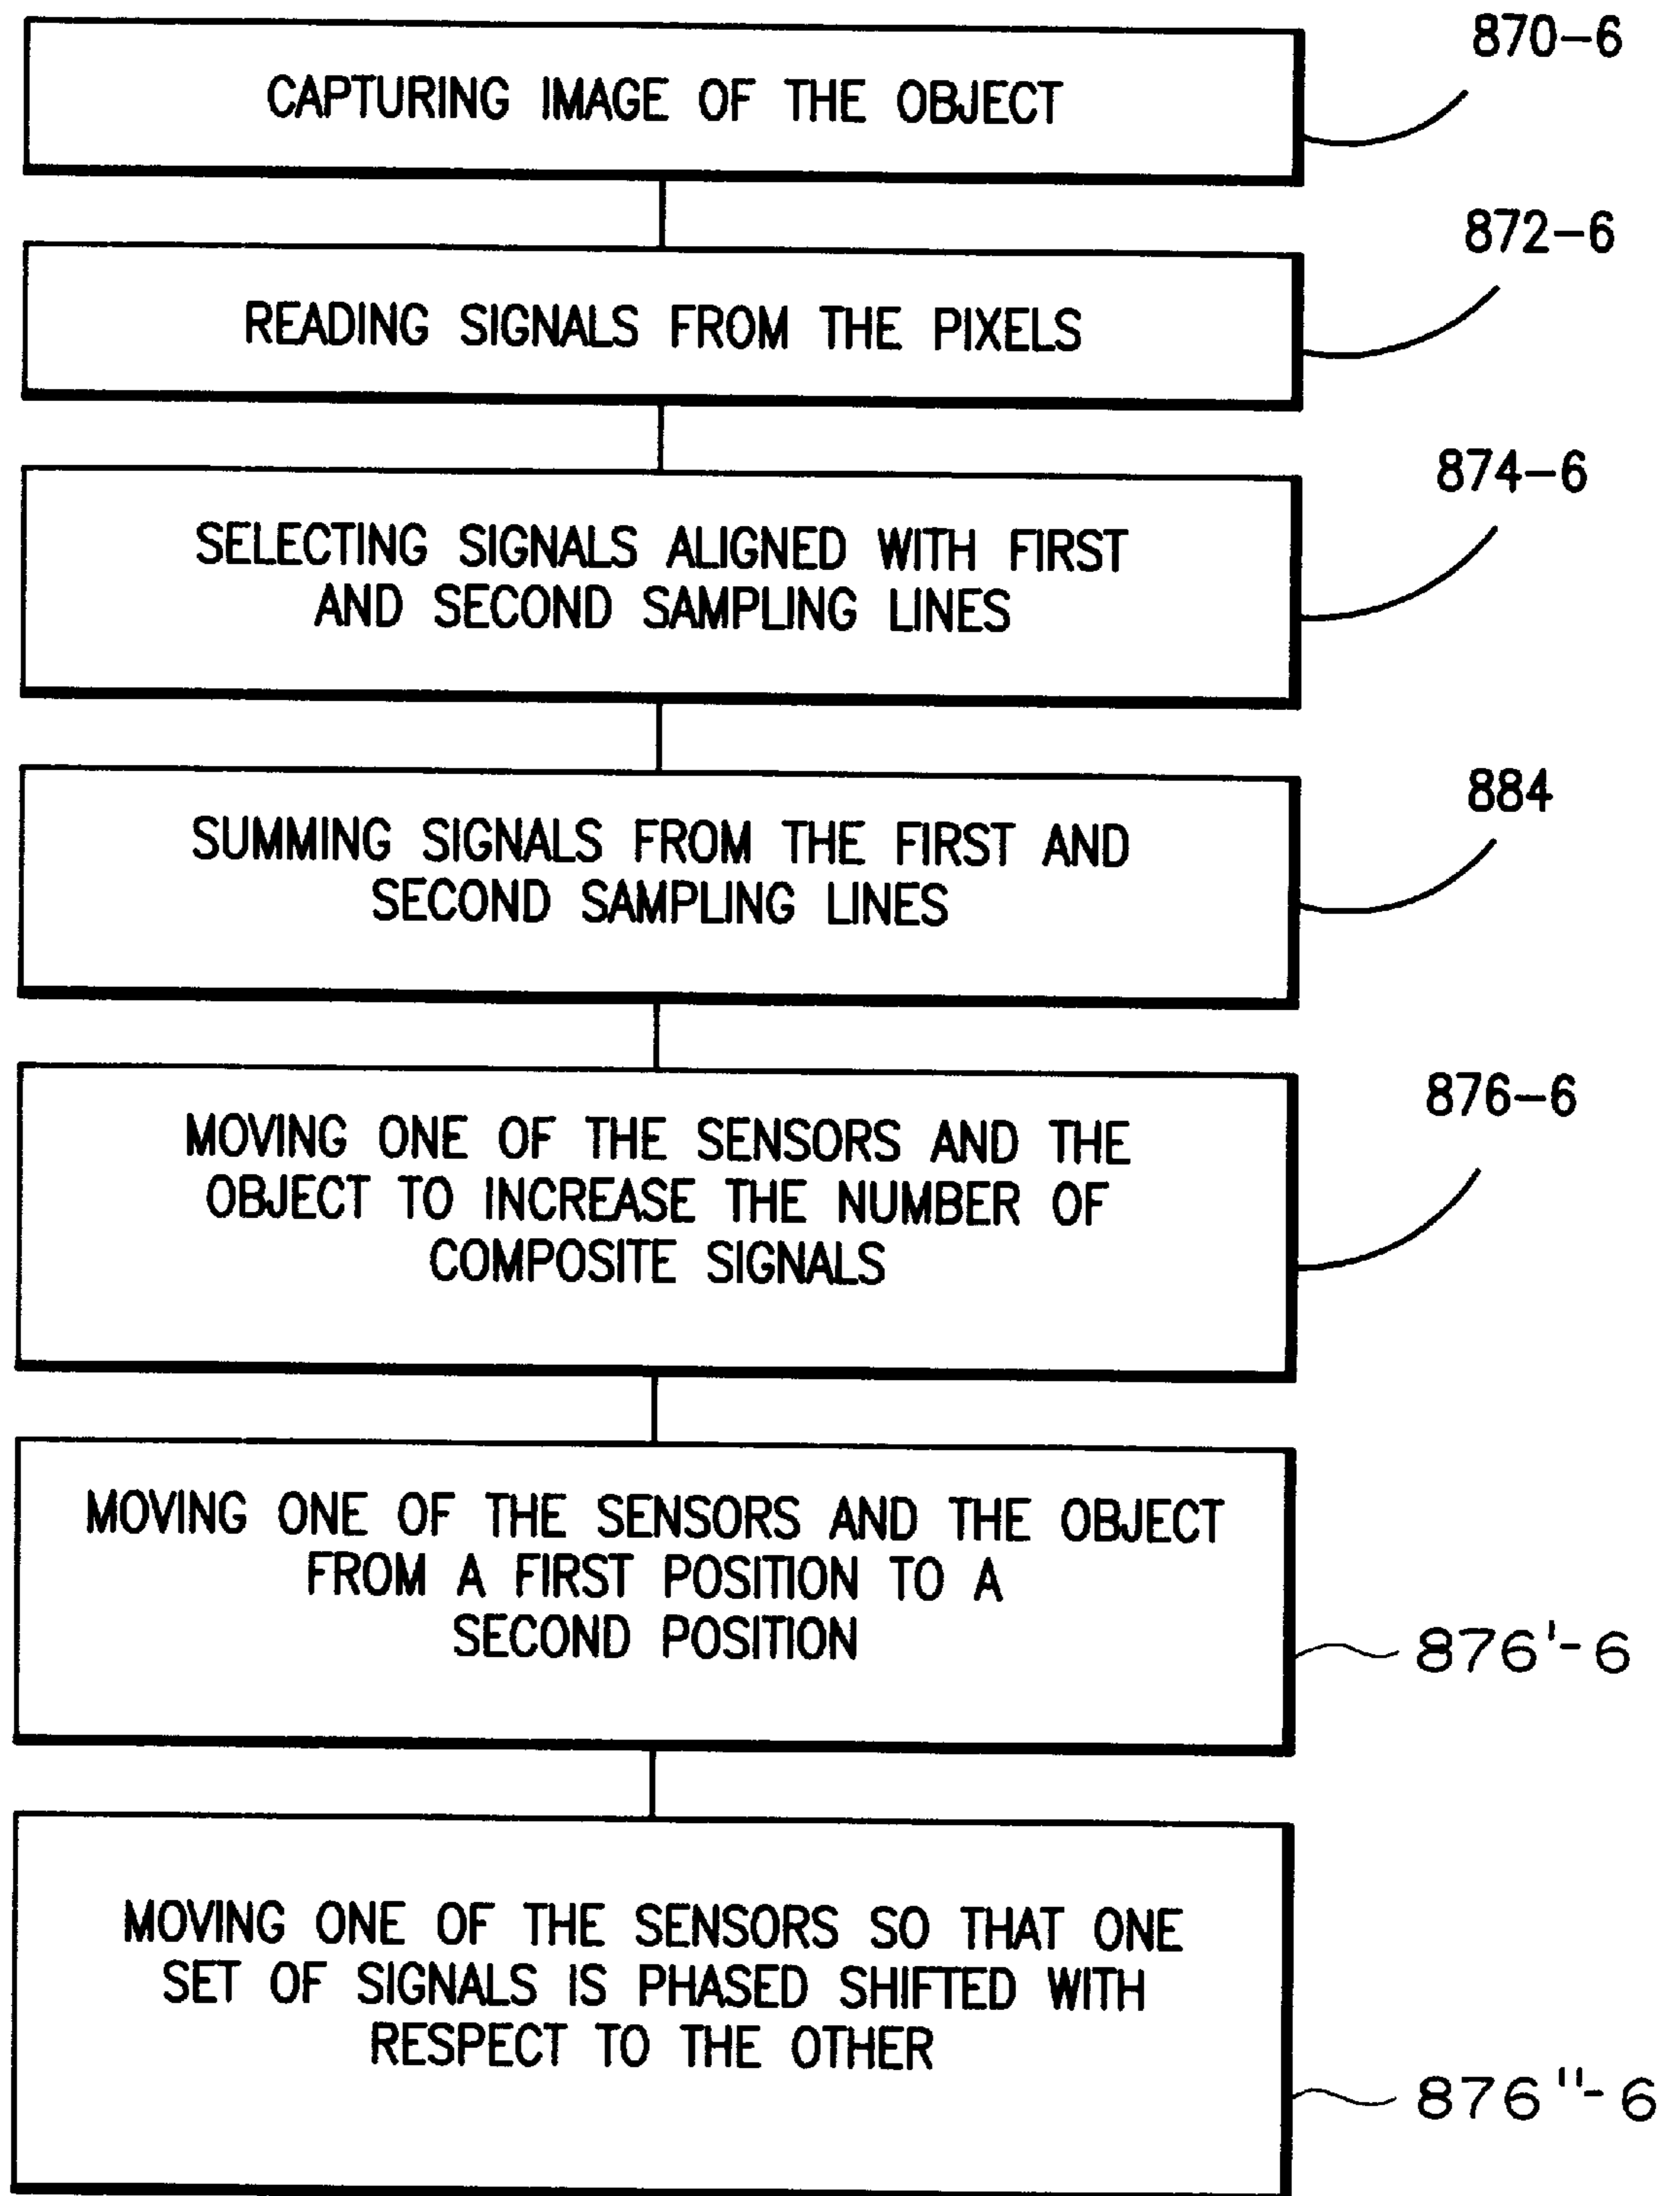 870-6
CAPTURING IMAGE OF THE OBJECT
872-6
READING SIGNALS FROM THE PIXELS
874-6
SELECTING SIGNALS ALIGNED WITH FIRST
AND SECOND SAMPLING LINES
884
SUMMING SIGNALS FROM THE FIRST AND
SECOND SAMPLING LINES
876-6
MOVING ONE OF THE SENSORS AND THE
OBJECT TO INCREASE THE NUMBER OF
COMPOSITE SIGNALS
MOVING ONE OF THE SENSORS AND THE OBJECT
FROM A FIRST POSITION TO A
SECOND POSITION
876'-6
MOVING ONE OF THE SENSORS SO THAT ONE
SET OF SIGNALS IS PHASED SHIFTED WITH
RESPECT TO THE OTHER
876"-6